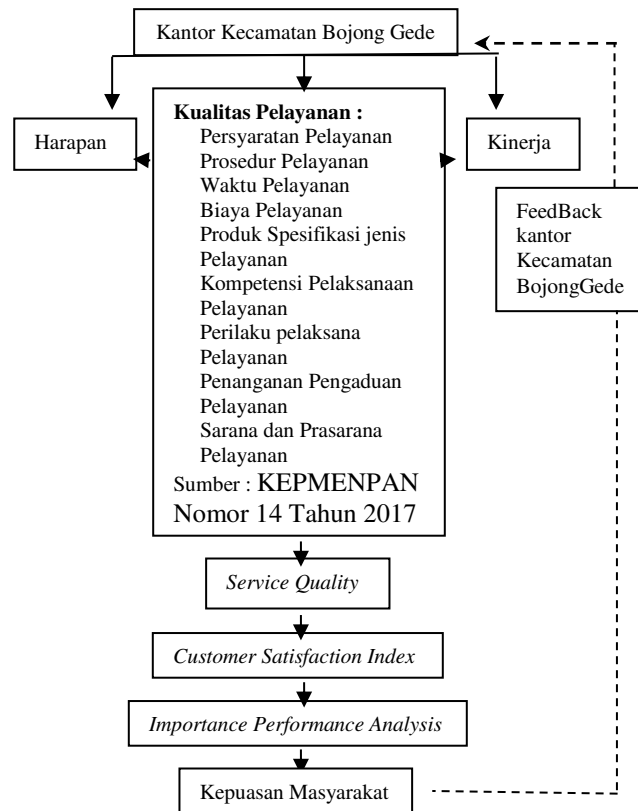 Kantor Kecamatan Bojong Gede
Harapan
Kualitas Pelayanan :
Persyaratan Pelayanan
Prosedur Pelayanan
Waktu Pelayanan
Biaya Pelayanan
Produk Spesifikasi jenis
Pelayanan
Kompetensi Pelaksanaan
Pelayanan
Perilaku pelaksana
Pelayanan
Penanganan Pengaduan
Pelayanan
Sarana dan Prasarana
Pelayanan
Sumber : KEPMENPAN
Nomor 14 Tahun 2017
Kinerja
FeedBack
kantor
Kecamatan
BojongGede
Service Quality
Customer Satisfaction Index
Importance Performance Analysis
Kepuasan Masyarakat